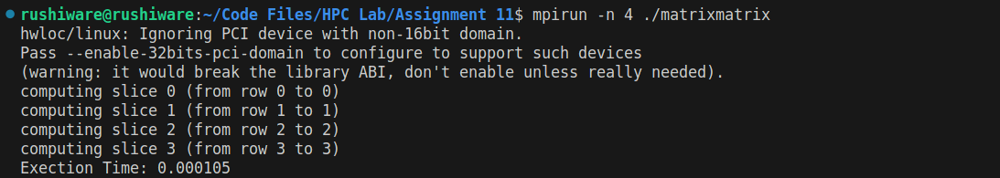 rushiware@rushiware:~/Code Files/HPC Lab/Assignment 11$ mpirun -n 4 ./matrixmatrix
hwloc/linux: Ignoring PCI device with non-16bit domain.
Pass --enable-32bits-pci-domain to configure to support such devices
(warning: it would break the library ABI, don't enable unless really needed).
computing slice 0 (from row 0 to 0)
computing slice 1 (from row 1 to 1)
computing slice 2 (from row 2 to 2)
computing slice 3 (from row 3 to 3)
Exection Time: 0.000105